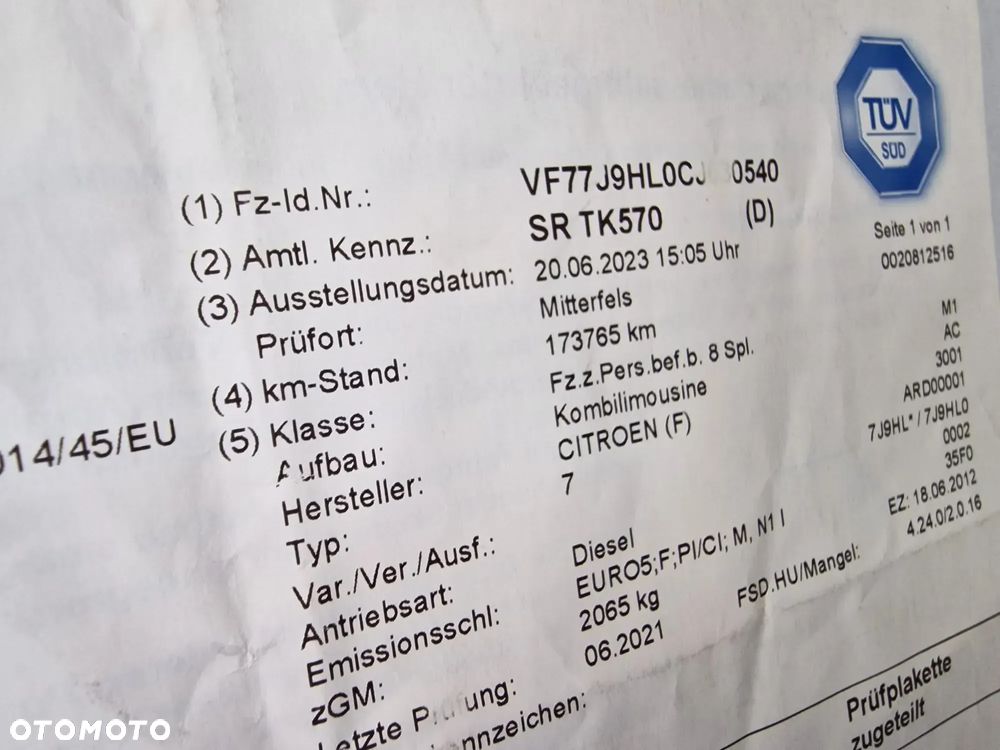 TÜV
SÜD
(1) Fz-Id.Nr.: VF77J9HL0CJ 0540
(2) Amtl. Kennz.: SR TK570 (D)
Seite 1 von 1
(3) Ausstellungsdatum: 20.06.2023 15:05 Uhr
0020812516
Prüfort: Mitterfels
(4) km-Stand: 173765 km
014/45/EU
(5) Klasse: Fz.z.Pers.bef.b. 8 Spl. M1
Aufbau: Kombilimousine AC
Hersteller: CITROEN (F) 3001
Typ: 7 ARD00001
Var./Ver./Ausf.: 7J9HL* / 7J9HL0
Antriebsart: Diesel 0002
Emissionsschl: EURO5;F;PI/CI; M, N1 I 35F0
zGM: 2065 kg EZ: 18.06.2012
Letzte Prüfung: 06.2021 FSD.HU/Mangel: 4.24.0/2.0.16
nnzeichen:
Prüfplakette
zugeteilt
OTOMOTO